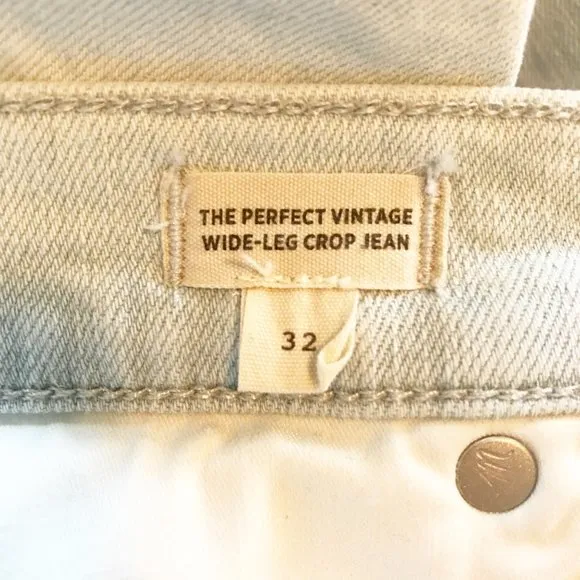 THE PERFECT VINTAGE
WIDE-LEG CROP JEAN
32
m